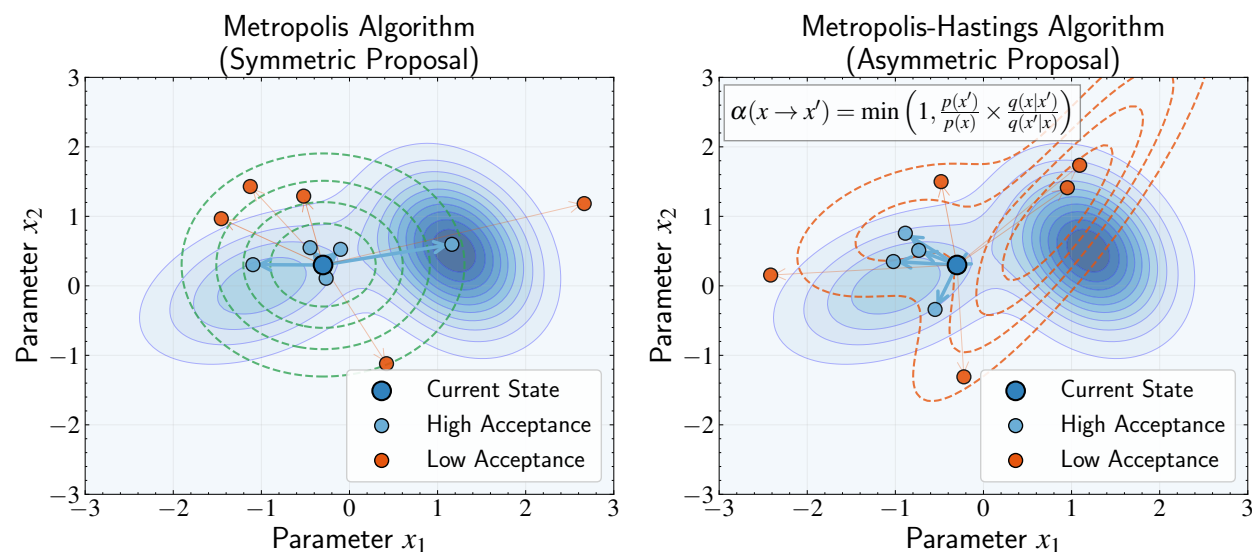 Metropolis Algorithm
(Symmetric Proposal)
3
2
1
0
−1
−2
−3
Parameter x₂
−3 −2 −1 0 1 2 3
Parameter x₁
Current State
High Acceptance
Low Acceptance
Metropolis-Hastings Algorithm
(Asymmetric Proposal)
α(x → x′) = min (1, p(x′)/p(x) × q(x|x′)/q(x′|x))
3
2
1
0
−1
−2
−3
Parameter x₂
−3 −2 −1 0 1 2 3
Parameter x₁
Current State
High Acceptance
Low Acceptance